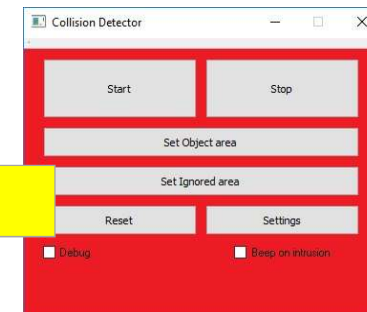 Collision Detector
Start Stop
Set Object area
Set Ignored area
Reset Settings
Debug Beep on intrusion